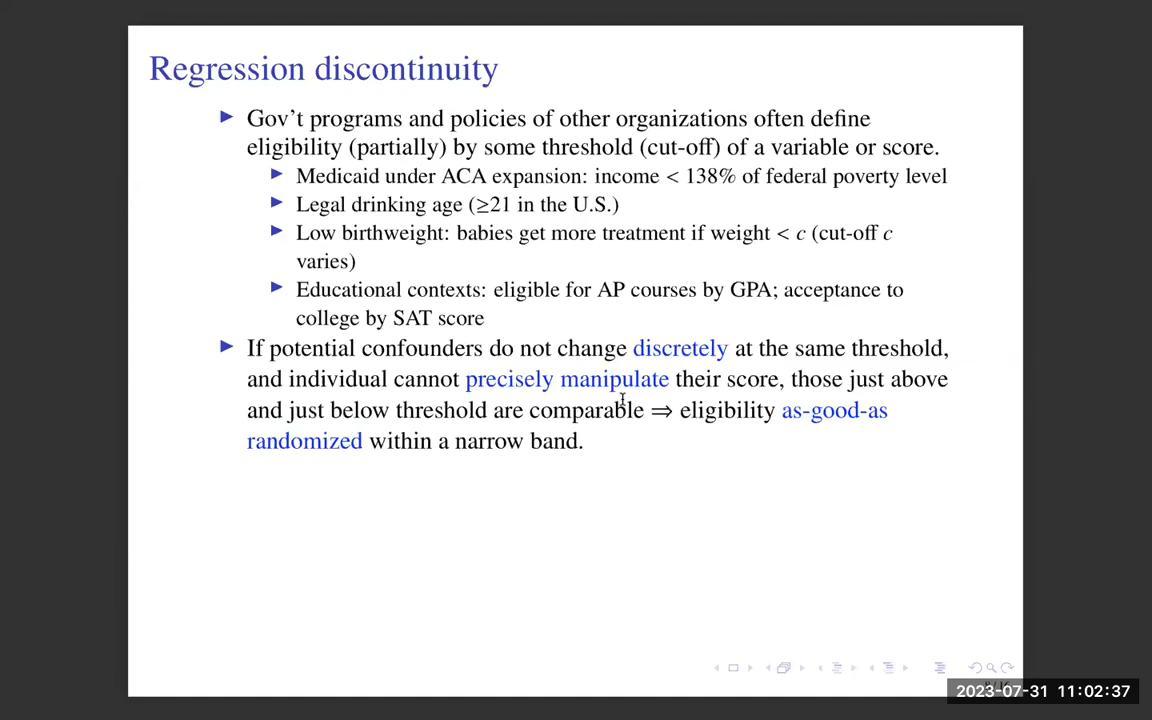 Regression discontinuity
Gov't programs and policies of other organizations often define
eligibility (partially) by some threshold (cut-off) of a variable or score.
Medicaid under ACA expansion: income < 138% of federal poverty level
Legal drinking age (≥21 in the U.S.)
Low birthweight: babies get more treatment if weight < c (cut-off c
varies)
Educational contexts: eligible for AP courses by GPA; acceptance to
college by SAT score
If potential confounders do not change discretely at the same threshold,
and individual cannot precisely manipulate their score, those just above
and just below threshold are comparable ⇒ eligibility as-good-as
randomized within a narrow band.
2023-07-31 11:02:37